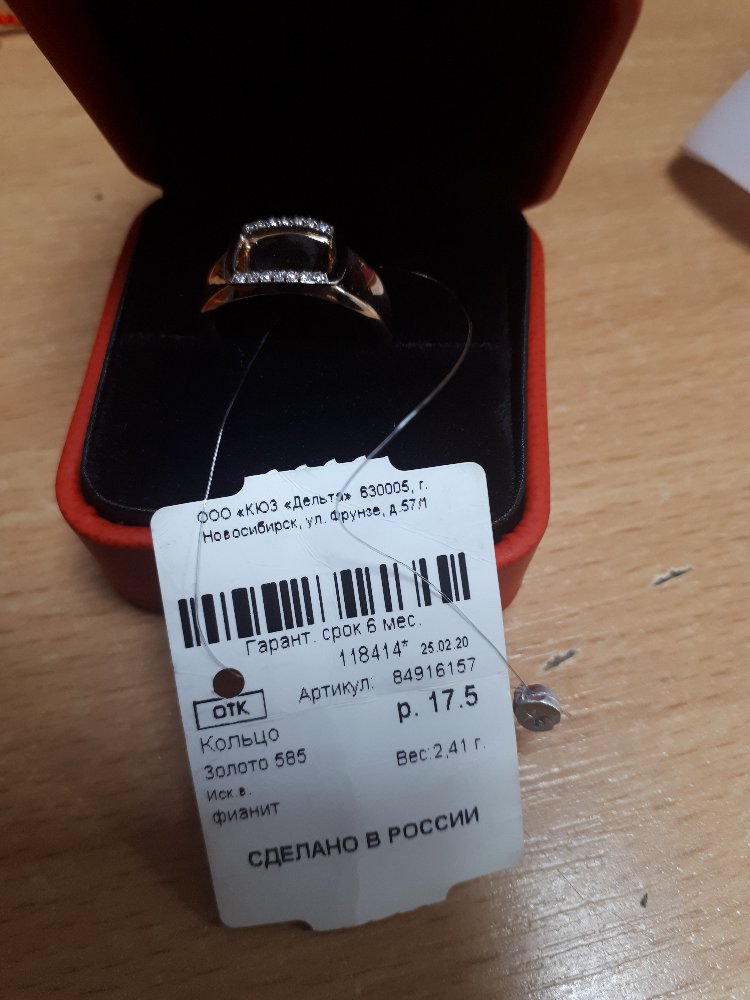 ООО «КЮЗ «Дельта» 630005, г.
Новосибирск, ул. Фрунзе, д.57/1
Гарант. срок 6 мес.
118414* 25.02.20
Артикул: 84916157
ОТК
р. 17.5
Кольцо
Золото 585
Вес:2,41 г.
Иск.в.
фианит
СДЕЛАНО В РОССИИ